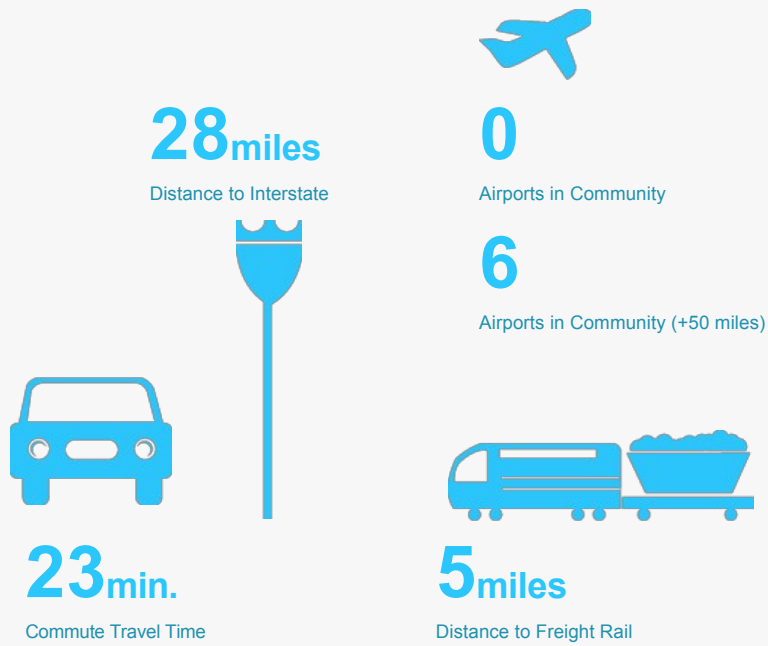 28miles
Distance to Interstate
0
Airports in Community
6
Airports in Community (+50 miles)
23min.
Commute Travel Time
5miles
Distance to Freight Rail